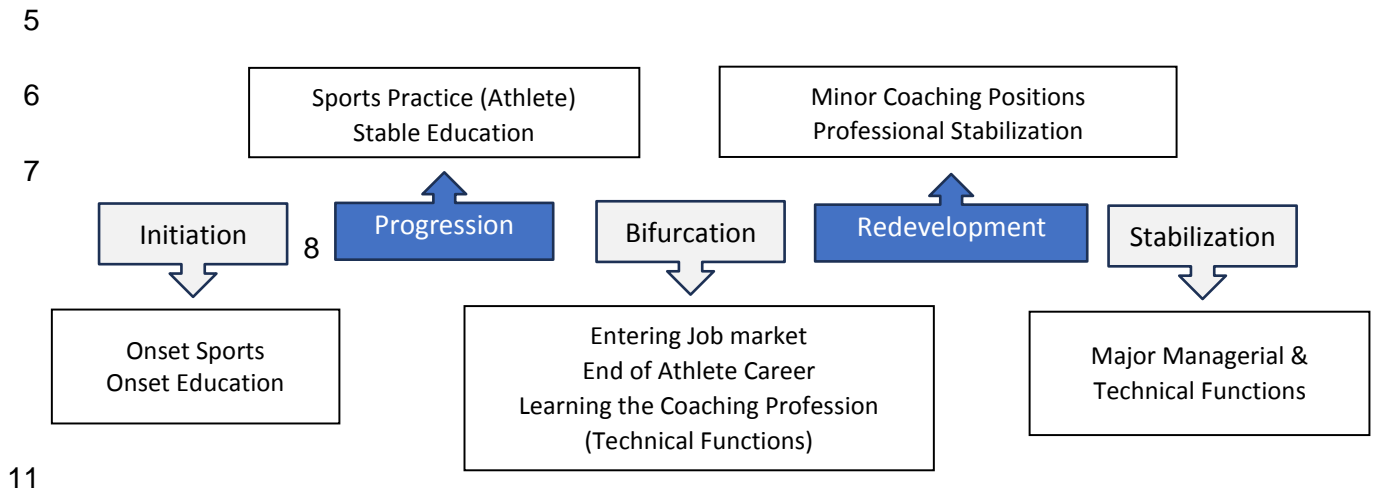 5
6
Sports Practice (Athlete)
Stable Education
Minor Coaching Positions
Professional Stabilization
7
Initiation
8
Progression
Bifurcation
Redevelopment
Stabilization
Onset Sports
Onset Education
Entering Job market
End of Athlete Career
Learning the Coaching Profession
(Technical Functions)
Major Managerial &
Technical Functions
11